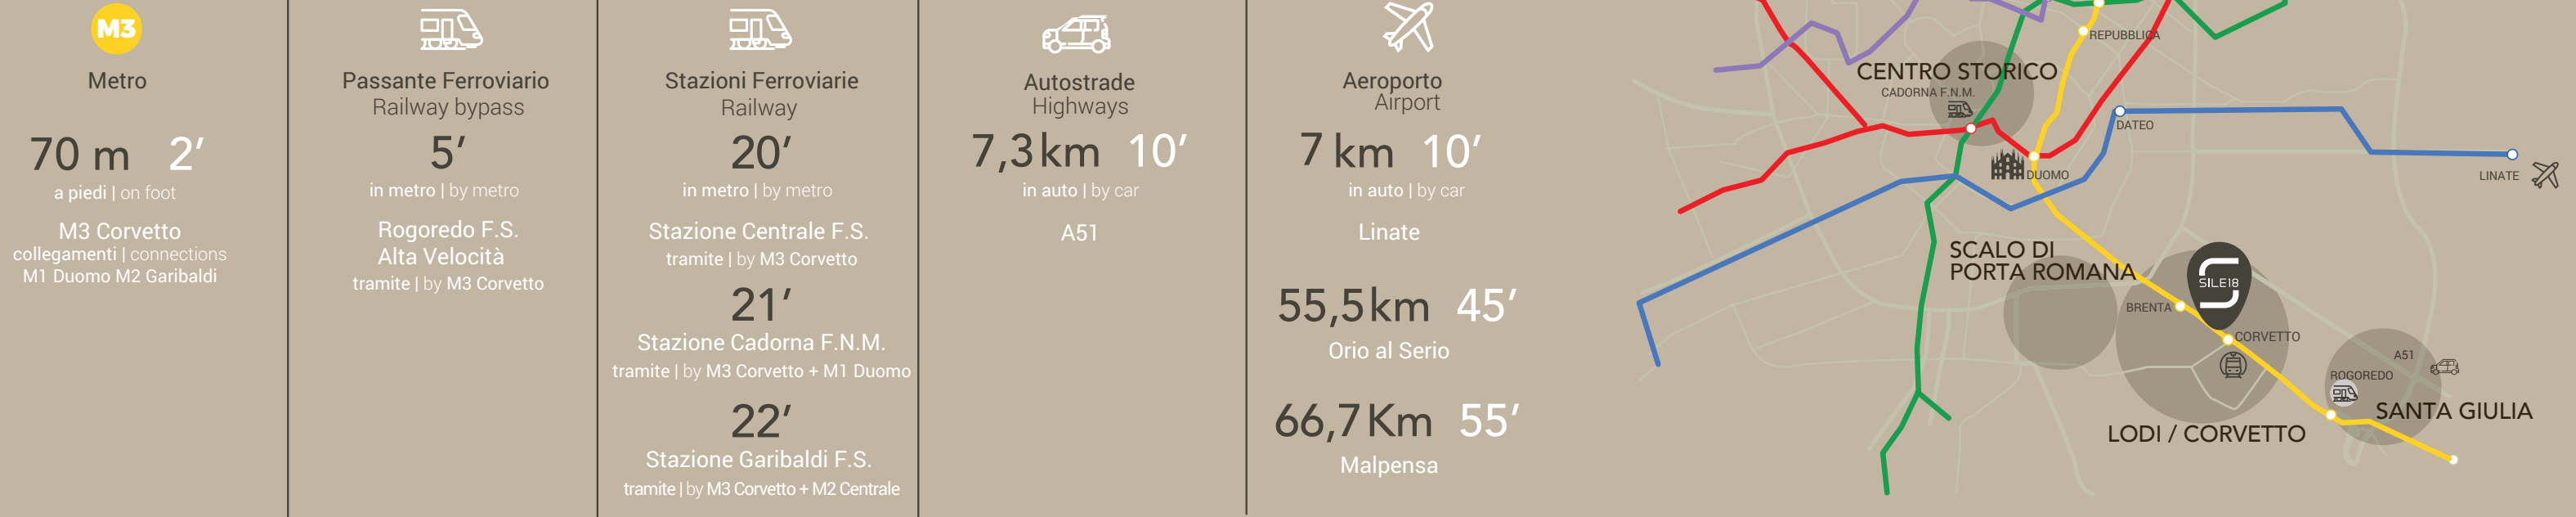 M3
Metro
70 m 2’
a piedi | on foot
M3 Corvetto
collegamenti | connections
M1 Duomo M2 Garibaldi
Passante Ferroviario
Railway bypass
5’
in metro | by metro
Rogoredo F.S.
Alta Velocità
tramite | by M3 Corvetto
Stazioni Ferroviarie
Railway
20’
in metro | by metro
Stazione Centrale F.S.
tramite | by M3 Corvetto
21’
Stazione Cadorna F.N.M.
tramite | by M3 Corvetto + M1 Duomo
22’
Stazione Garibaldi F.S.
tramite | by M3 Corvetto + M2 Centrale
Autostrade
Highways
7,3 km 10’
in auto | by car
A51
Aeroporto
Airport
7 km 10’
in auto | by car
Linate
55,5 km 45’
Orio al Serio
66,7 Km 55’
Malpensa
REPUBBLICA
CENTRO STORICO
CADORNA F.N.M.
DATEO
DUOMO
LINATE
SCALO DI
PORTA ROMANA
SILE18
BRENTA
CORVETTO
A51
ROGOREDO
SANTA GIULIA
LODI / CORVETTO